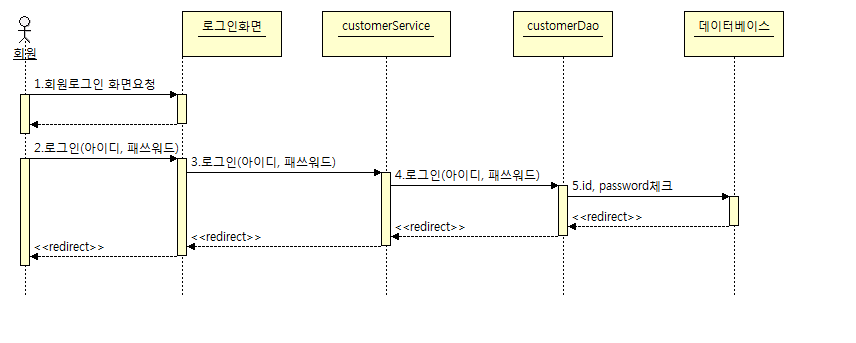 로그인화면
customerService
customerDao
데이터베이스
회원
1.회원로그인 화면요청
2.로그인(아이디, 패쓰워드)
3.로그인(아이디, 패쓰워드)
4.로그인(아이디, 패쓰워드)
5.id, password체크
<<redirect>>
<<redirect>>
<<redirect>>
<<redirect>>